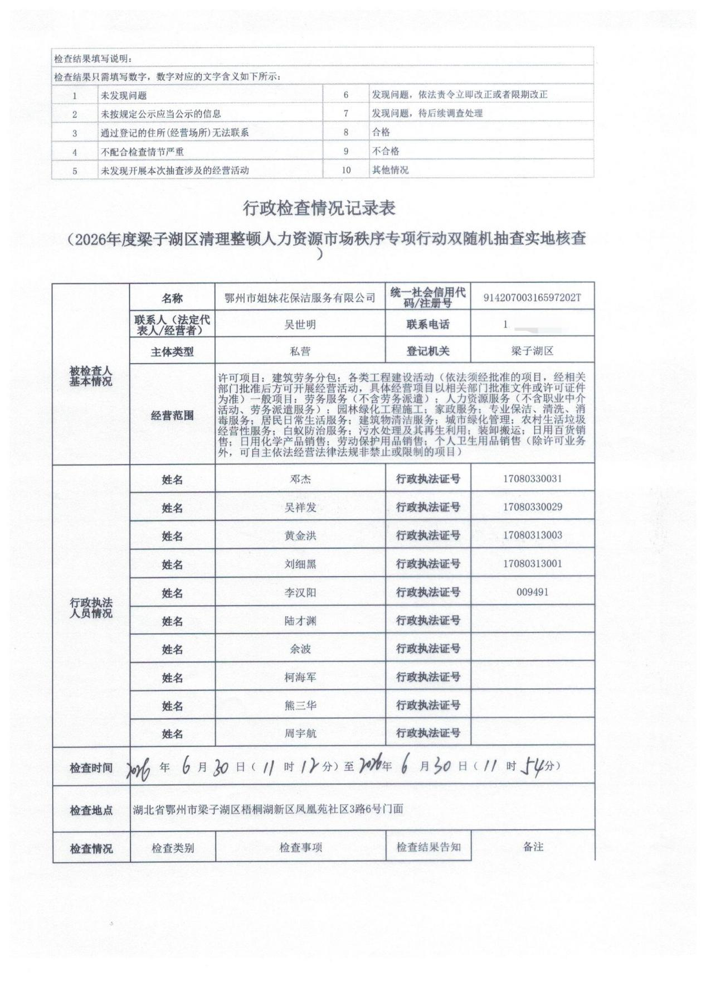 检查结果填写说明：
检查结果只需填写数字，数字对应的文字含义如下所示：
1 未发现问题 6 发现问题，依法责令立即改正或者限期改正
2 未按规定公示应当公示的信息 7 发现问题，待后续调查处理
3 通过登记的住所(经营场所)无法联系 8 合格
4 不配合检查情节严重 9 不合格
5 未发现开展本次抽查涉及的经营活动 10 其他情况
行政检查情况记录表
（2026年度梁子湖区清理整顿人力资源市场秩序专项行动双随机抽查实地核查
）
被检查人
基本情况
名称 鄂州市姐妹花保洁服务有限公司 统一社会信用代
码/注册号 91420700316597202T
联系人（法定代
表人/经营者） 吴世明 联系电话 1
主体类型 私营 登记机关 梁子湖区
经营范围
许可项目：建筑劳务分包；各类工程建设活动（依法须经批准的项目，经相关
部门批准后方可开展经营活动，具体经营项目以相关部门批准文件或许可证件
为准）一般项目：劳务服务（不含劳务派遣）；人力资源服务（不含职业中介
活动、劳务派遣服务）；园林绿化工程施工；家政服务；专业保洁、清洗、消
毒服务；居民日常生活服务；建筑物清洁服务；城市绿化管理；农村生活垃圾
经营性服务；白蚁防治服务；污水处理及其再生利用；装卸搬运；日用百货销
售；日用化学产品销售；劳动保护用品销售；个人卫生用品销售（除许可业务
外，可自主依法经营法律法规非禁止或限制的项目）
行政执法
人员情况
姓名 邓杰 行政执法证号 17080330031
姓名 吴祥发 行政执法证号 17080330029
姓名 黄金洪 行政执法证号 17080313003
姓名 刘细黑 行政执法证号 17080313001
姓名 李汉阳 行政执法证号 009491
姓名 陆才渊 行政执法证号
姓名 余波 行政执法证号
姓名 柯海军 行政执法证号
姓名 熊三华 行政执法证号
姓名 周宇航 行政执法证号
检查时间 2026年 6月30日（11时12分）至2026年 6月30日（11时54分）
检查地点 湖北省鄂州市梁子湖区梧桐湖新区凤凰苑社区3路6号门面
检查情况 检查类别 检查事项 检查结果告知 备注